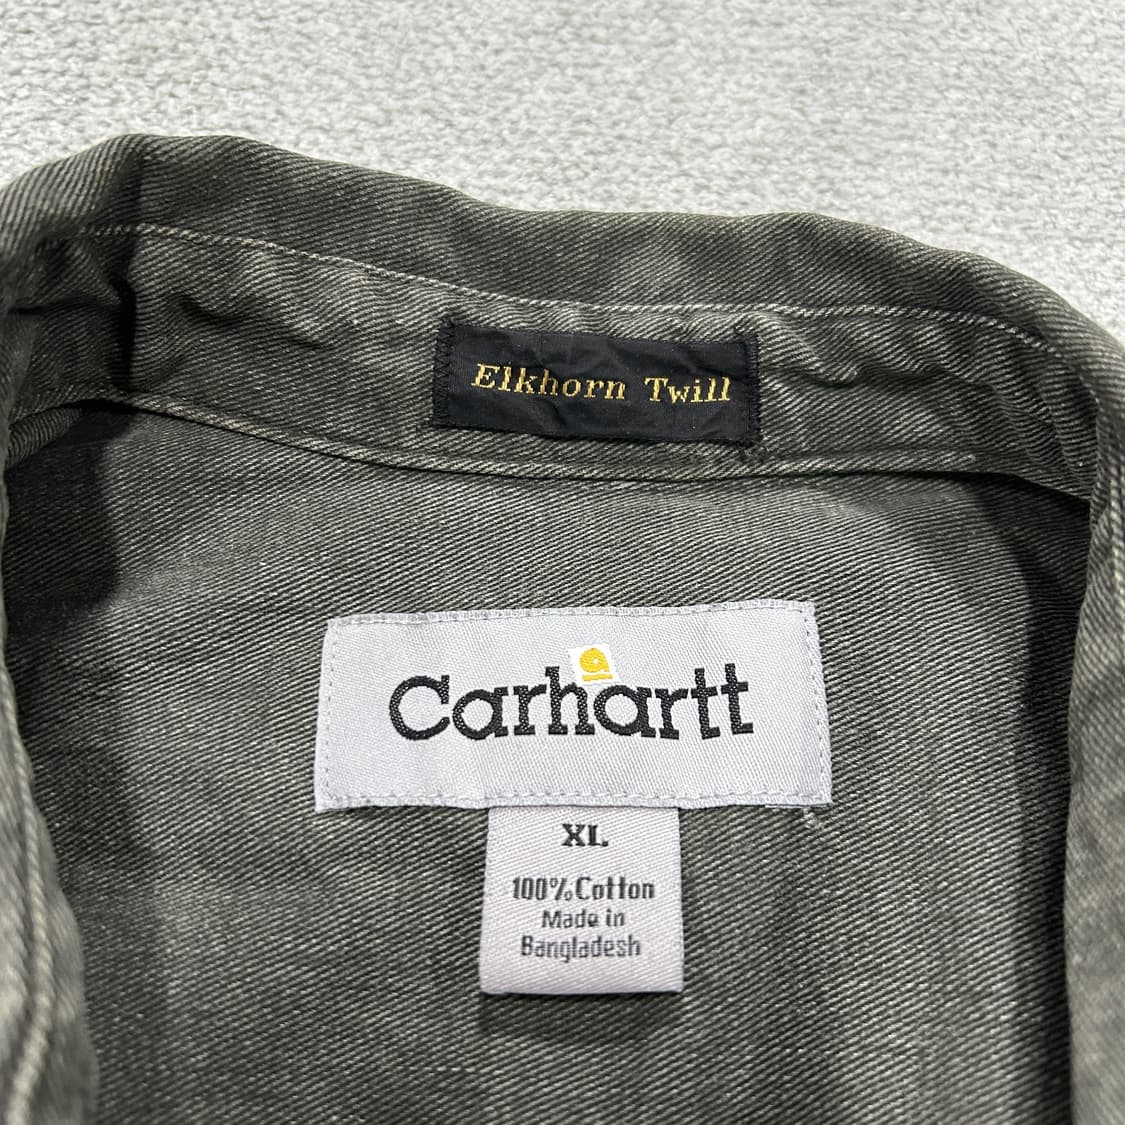 Elkhorn Twill
Carhartt
XL
100% Cotton
Made in
Bangladesh